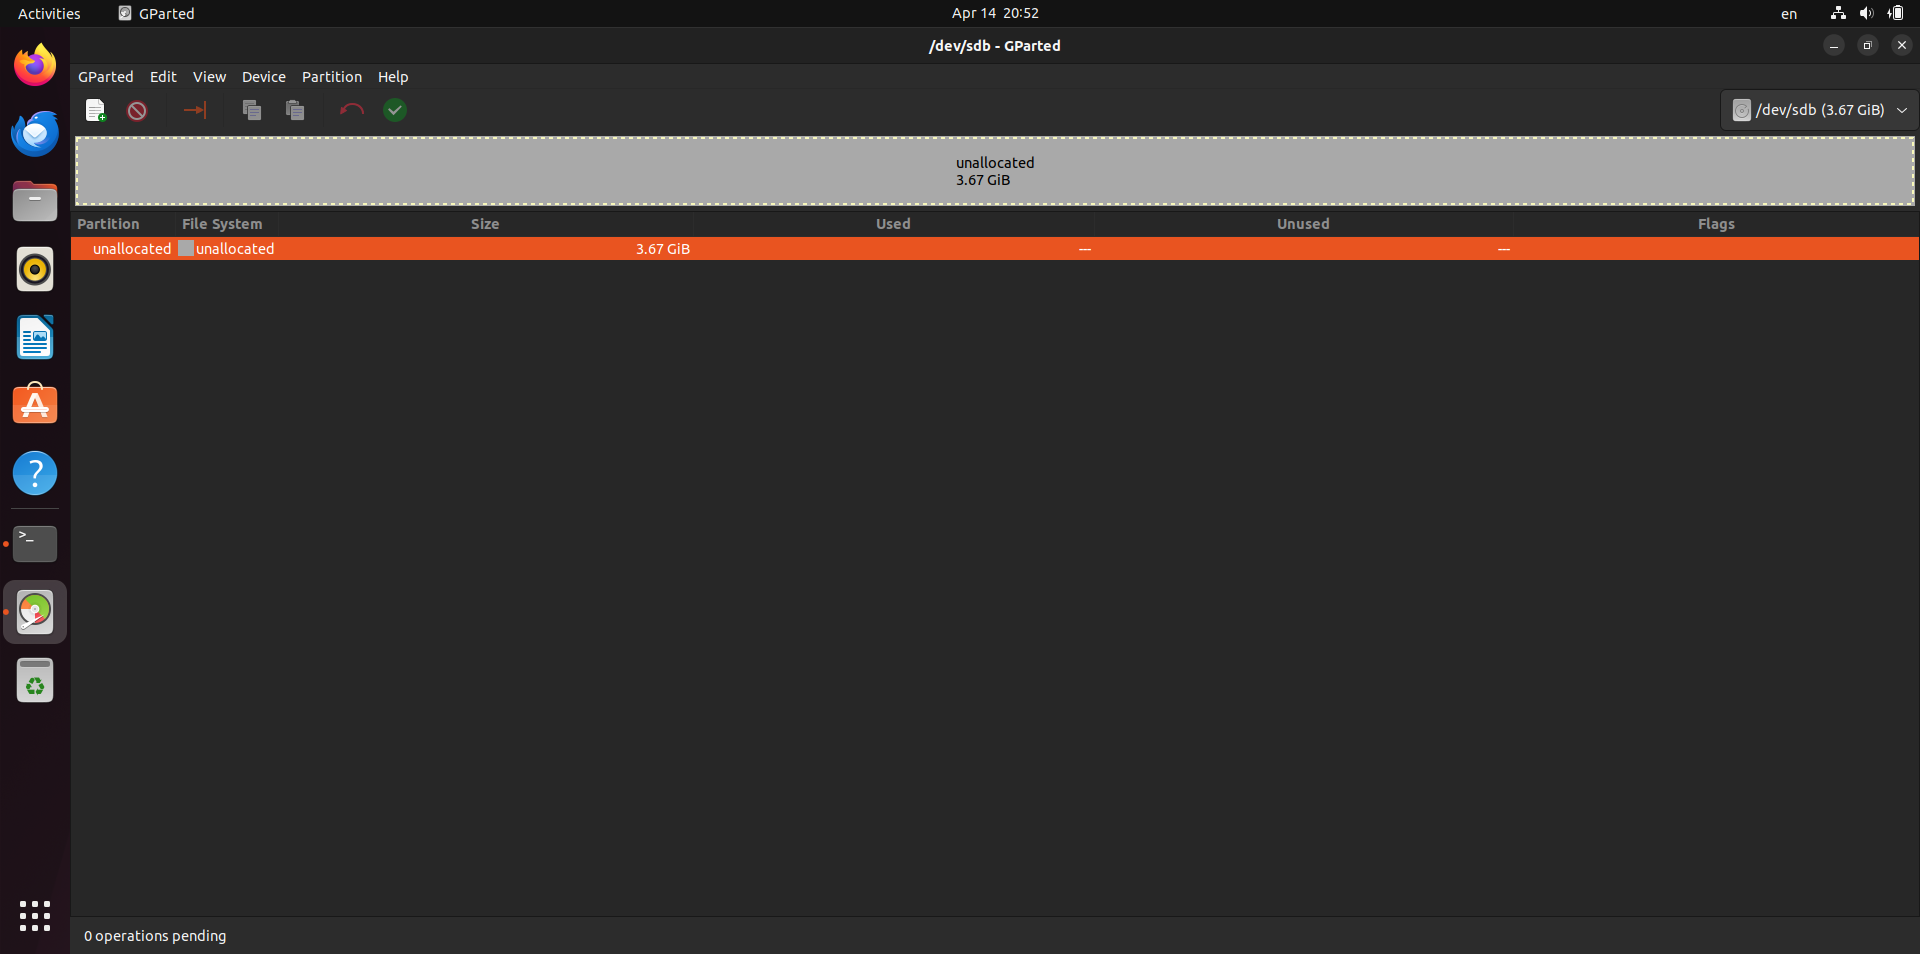 Activities GParted Apr 14 20:52 en
/dev/sdb - GParted
GParted Edit View Device Partition Help
/dev/sdb (3.67 GiB)
unallocated
3.67 GiB
Partition File System Size Used Unused Flags
unallocated unallocated 3.67 GiB --- ---
0 operations pending